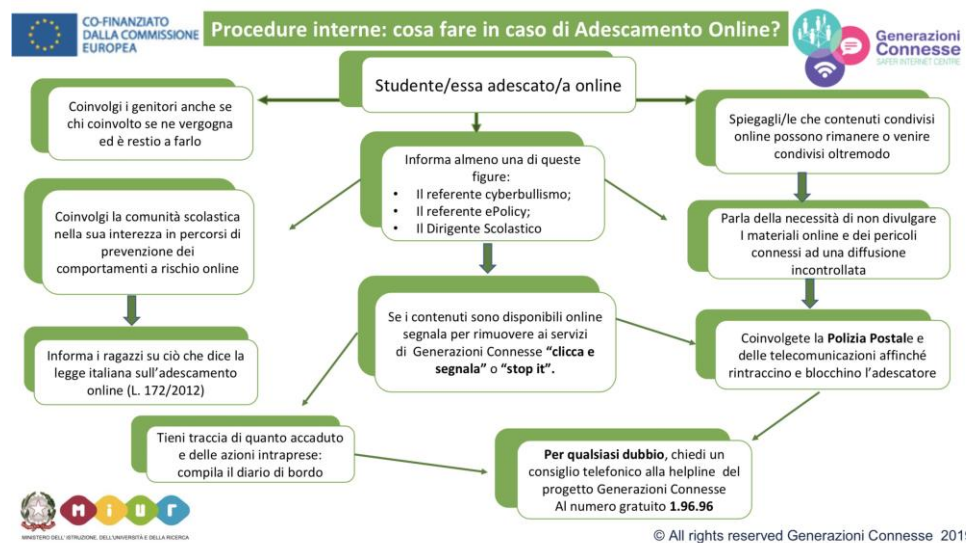 CO-FINANZIATO
DALLA COMMISSIONE
EUROPEA
Procedure interne: cosa fare in caso di Adescamento Online?
Generazioni
Connesse
SAFER INTERNET CENTRE
Studente/essa adescato/a online
Coinvolgi i genitori anche se
chi coinvolto se ne vergogna
ed è restio a farlo
Spiegagli/le che contenuti condivisi
online possono rimanere o venire
condivisi oltremodo
Informa almeno una di queste
figure:
• Il referente cyberbullismo;
• Il referente ePolicy;
• Il Dirigente Scolastico
Coinvolgi la comunità scolastica
nella sua interezza in percorsi di
prevenzione dei
comportamenti a rischio online
Parla della necessità di non divulgare
I materiali online e dei pericoli
connessi ad una diffusione
incontrollata
Se i contenuti sono disponibili online
segnala per rimuovere ai servizi
di Generazioni Connesse “clicca e
segnala” o “stop it”.
Informa i ragazzi su ciò che dice la
legge italiana sull’adescamento
online (L. 172/2012)
Coinvolgete la Polizia Postale e
delle telecomunicazioni affinché
rintraccino e blocchino l’adescatore
Tieni traccia di quanto accaduto
e delle azioni intraprese:
compila il diario di bordo
Per qualsiasi dubbio, chiedi un
consiglio telefonico alla helpline del
progetto Generazioni Connesse
Al numero gratuito 1.96.96
MIUR
MINISTERO DELL’ISTRUZIONE, DELL’UNIVERSITÀ E DELLA RICERCA
© All rights reserved Generazioni Connesse 2019